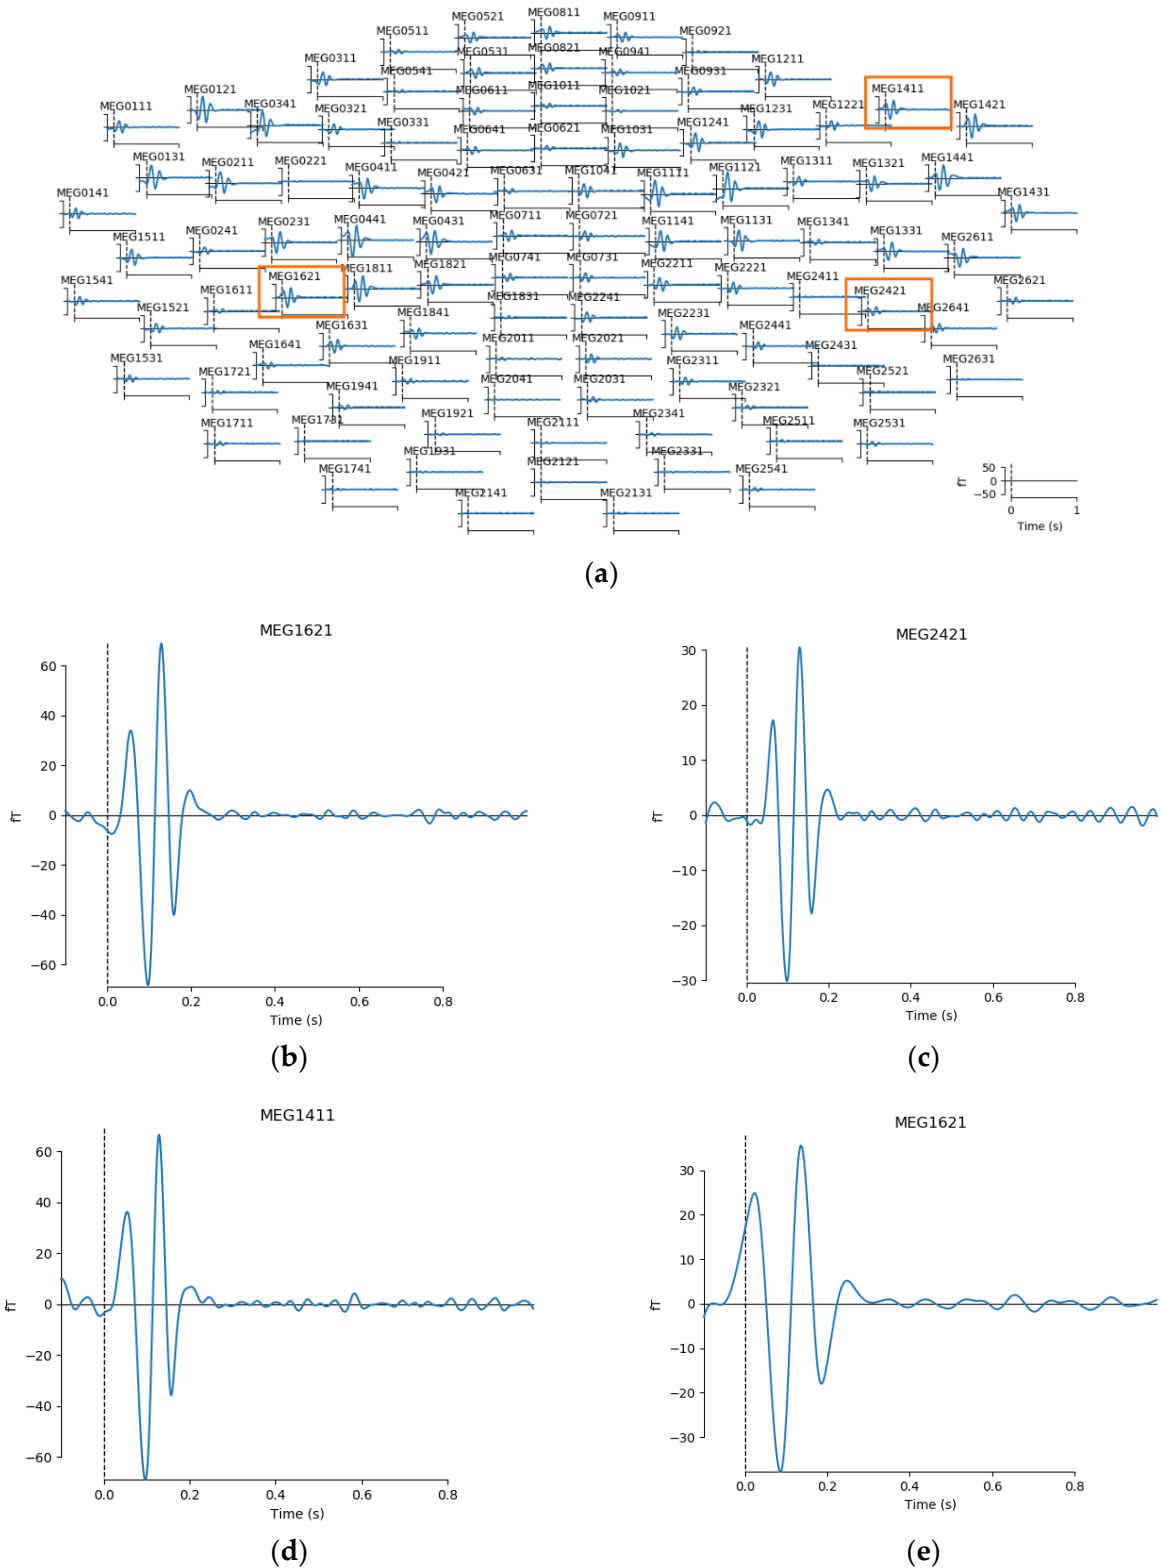 MEG0811
MEG0521
MEG0911
MEG0511
MEG0921
MEG0821
MEG0531
MEG0941
MEG0311
MEG1211
MEG0541
MEG0931
MEG1011
MEG1411
MEG0121
MEG0611
MEG1021
MEG0111
MEG0341
MEG1221
MEG1421
MEG0321
MEG1231
MEG0331
MEG1241
MEG0641
MEG0621
MEG1031
MEG0131
MEG0211
MEG0221
MEG0411
MEG0421
MEG0631
MEG1041
MEG1111
MEG1121
MEG1311
MEG1321
MEG1441
MEG0141
MEG1431
MEG1511
MEG0241
MEG0231
MEG0441
MEG0431
MEG0711
MEG0721
MEG1141
MEG1131
MEG1341
MEG1331
MEG2611
MEG1541
MEG1621
MEG1811
MEG1821
MEG0741
MEG0731
MEG2211
MEG2221
MEG2411
MEG2421
MEG2621
MEG1521
MEG1611
MEG1831
MEG2241
MEG2641
MEG1631
MEG1841
MEG2231
MEG2441
MEG1531
MEG1641
MEG2011
MEG2021
MEG2431
MEG2631
MEG1721
MEG1911
MEG2311
MEG2521
MEG1941
MEG2041
MEG2031
MEG2321
MEG1711
MEG1731
MEG1921
MEG2111
MEG2341
MEG2511
MEG2531
MEG1741
MEG1931
MEG2121
MEG2331
MEG2541
MEG2141
MEG2131
50
0
−50
fT
0 1
Time (s)
(a)
MEG1621
60
40
20
0
−20
−40
−60
fT
0.0 0.2 0.4 0.6 0.8
Time (s)
(b)
MEG2421
30
20
10
0
−10
−20
−30
fT
0.0 0.2 0.4 0.6 0.8
Time (s)
(c)
MEG1411
60
40
20
0
−20
−40
−60
fT
0.0 0.2 0.4 0.6 0.8
Time (s)
(d)
MEG1621
30
20
10
0
−10
−20
−30
fT
0.0 0.2 0.4 0.6 0.8
Time (s)
(e)